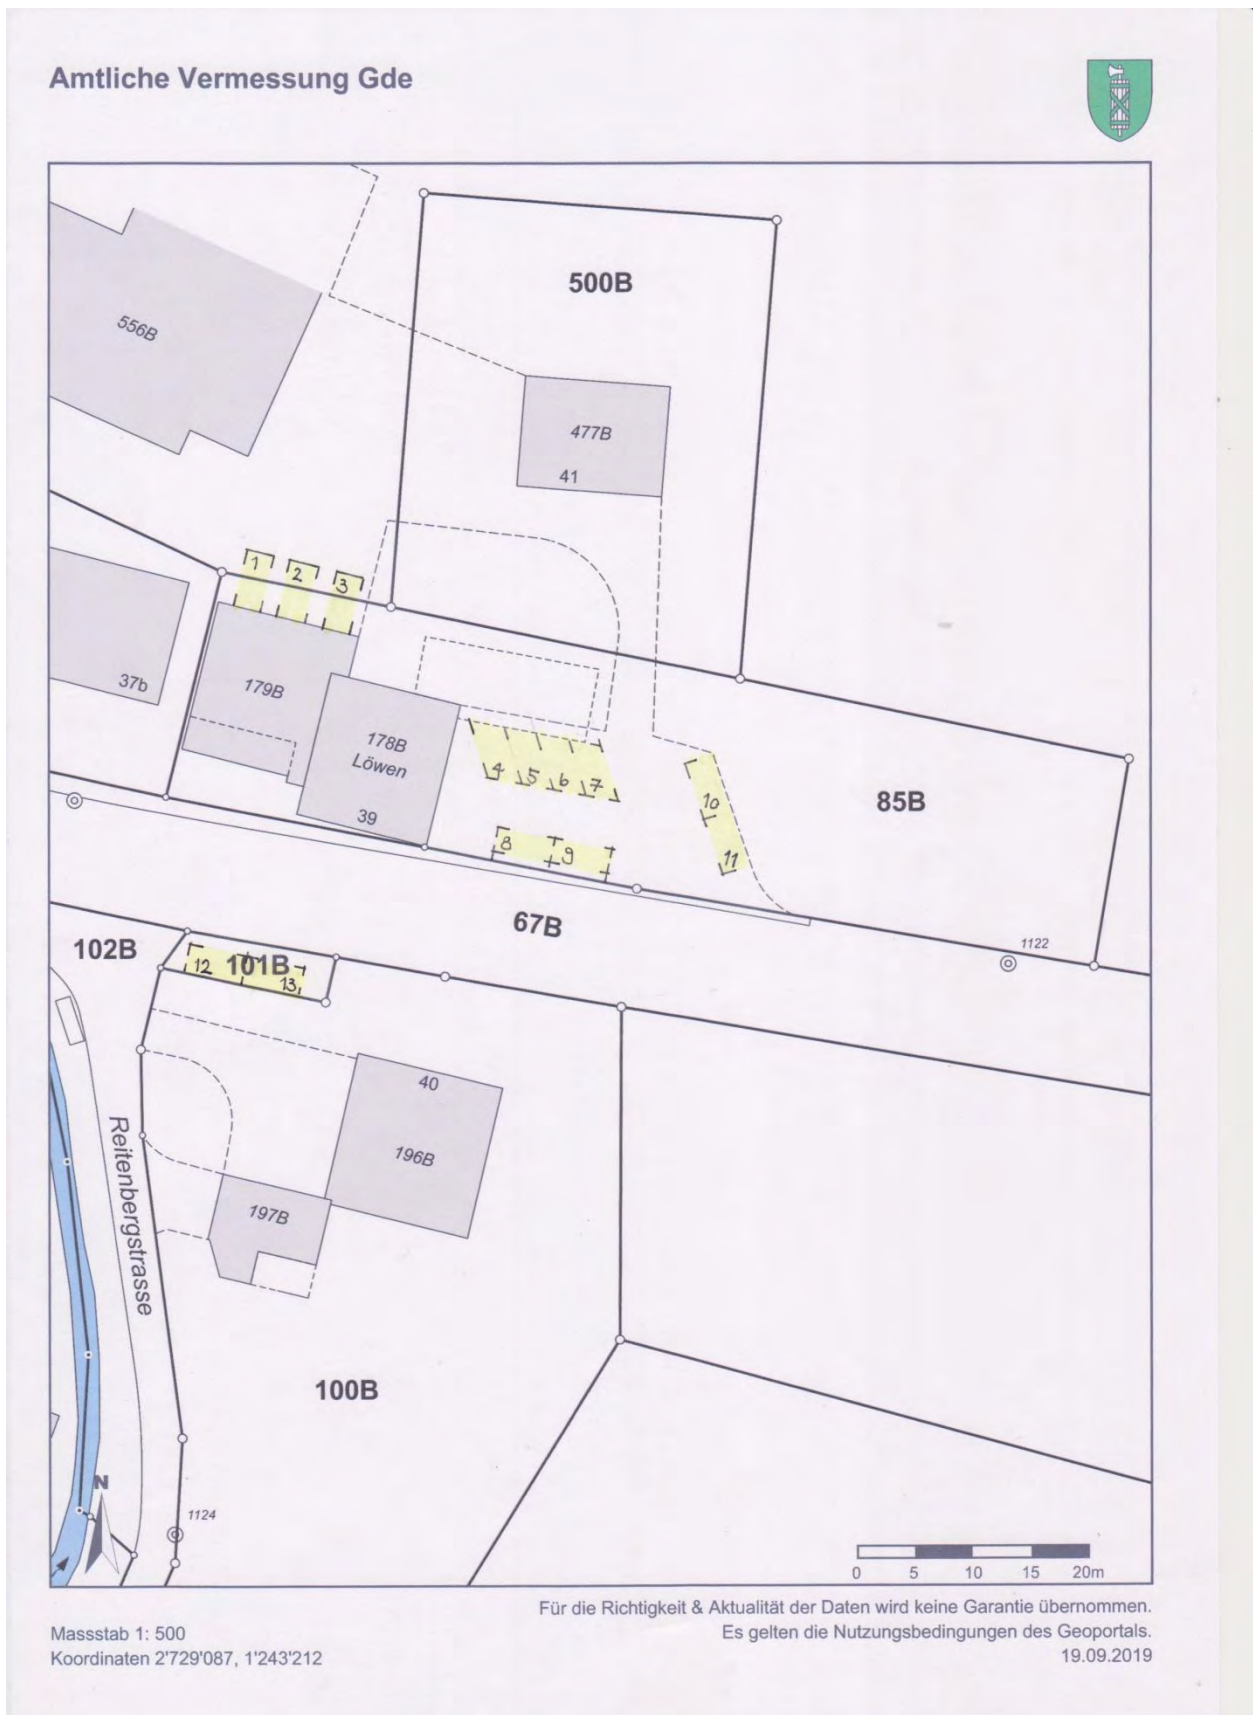 Amtliche Vermessung Gde
500B
556B
477B
41
1
2
3
37b
179B
178B
Löwen
39
4
5
6
7
8
9
10
11
85B
67B
1122
102B
12
101B
13
40
196B
197B
Reitenbergstrasse
100B
N
1124
0 5 10 15 20m
Für die Richtigkeit & Aktualität der Daten wird keine Garantie übernommen.
Massstab 1: 500
Es gelten die Nutzungsbedingungen des Geoportals.
Koordinaten 2'729'087, 1'243'212
19.09.2019